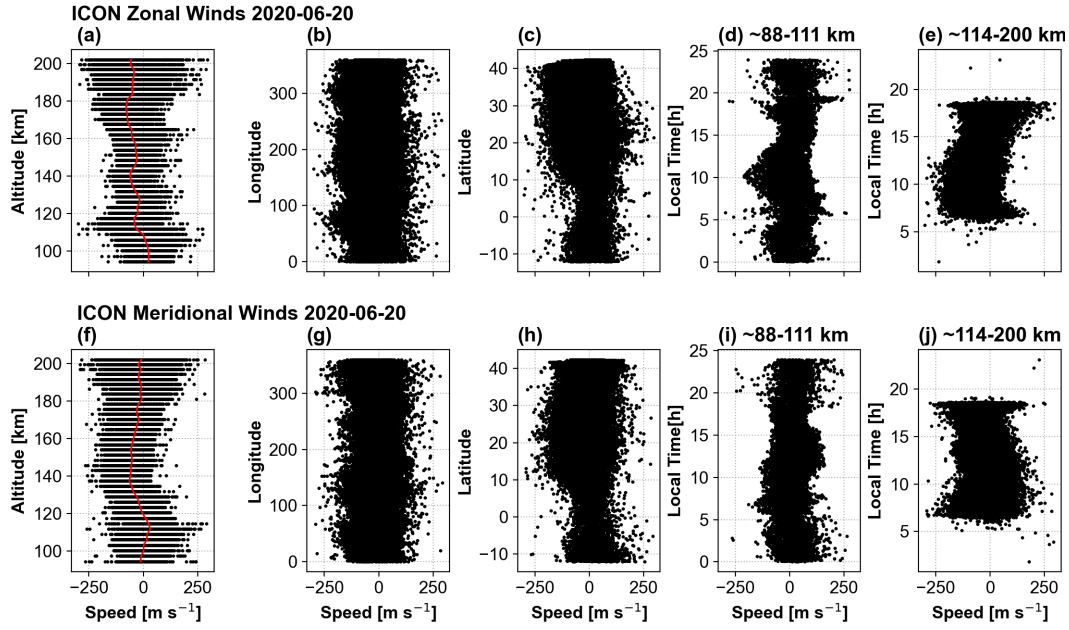 ICON Zonal Winds 2020-06-20
(a)
(b)
(c)
(d) ~88-111 km
(e) ~114-200 km
Altitude [km]
200
180
160
140
120
100
Longitude
300
200
100
0
Latitude
40
30
20
10
0
−10
Local Time[h]
25
20
15
10
5
0
Local Time [h]
20
15
10
5
ICON Meridional Winds 2020-06-20
(f)
(g)
(h)
(i) ~88-111 km
(j) ~114-200 km
Altitude [km]
200
180
160
140
120
100
Longitude
300
200
100
0
Latitude
40
30
20
10
0
−10
Local Time[h]
25
20
15
10
5
0
Local Time [h]
20
15
10
5
−250 0 250
−250 0 250
−250 0 250
−250 0 250
−250 0 250
Speed [m s⁻¹]
Speed [m s⁻¹]
Speed [m s⁻¹]
Speed [m s⁻¹]
Speed [m s⁻¹]